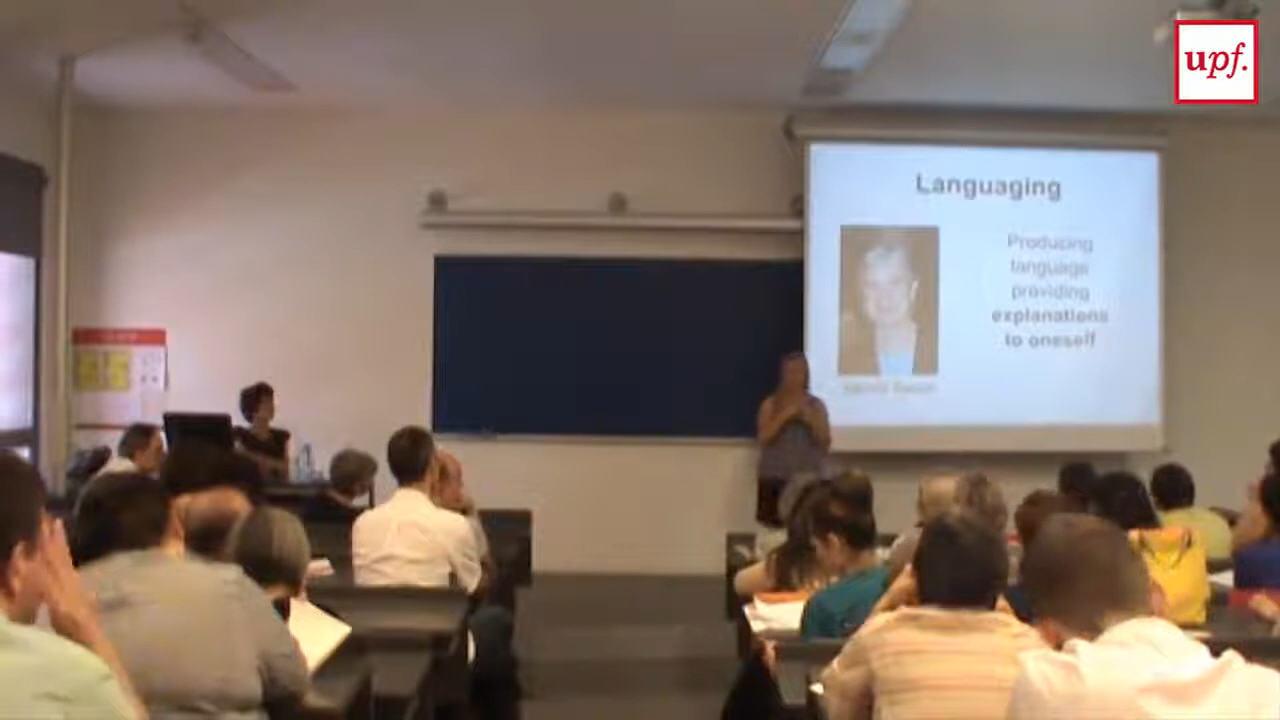 upf.
Languaging
Producing
language
providing
explanations
to oneself